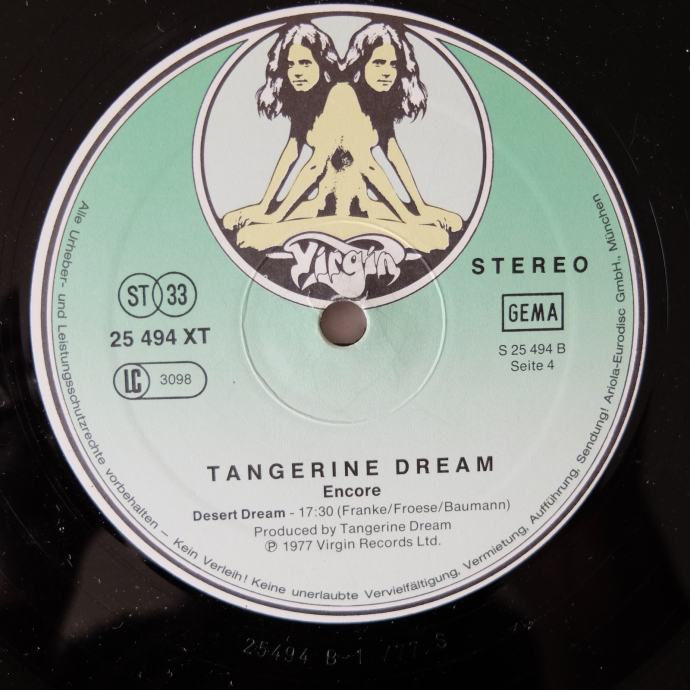 Virgin
STEREO
ST 33
GEMA
25 494 XT
S 25 494 B
Seite 4
LC 3098
TANGERINE DREAM
Encore
Desert Dream - 17:30 (Franke/Froese/Baumann)
Produced by Tangerine Dream
℗ 1977 Virgin Records Ltd.
Alle Urheber- und Leistungsschutzrechte vorbehalten – Kein Verleih! Keine unerlaubte Vervielfältigung, Vermietung, Aufführung, Sendung! Ariola-Eurodisc GmbH., München
25494 B-1 /77 S